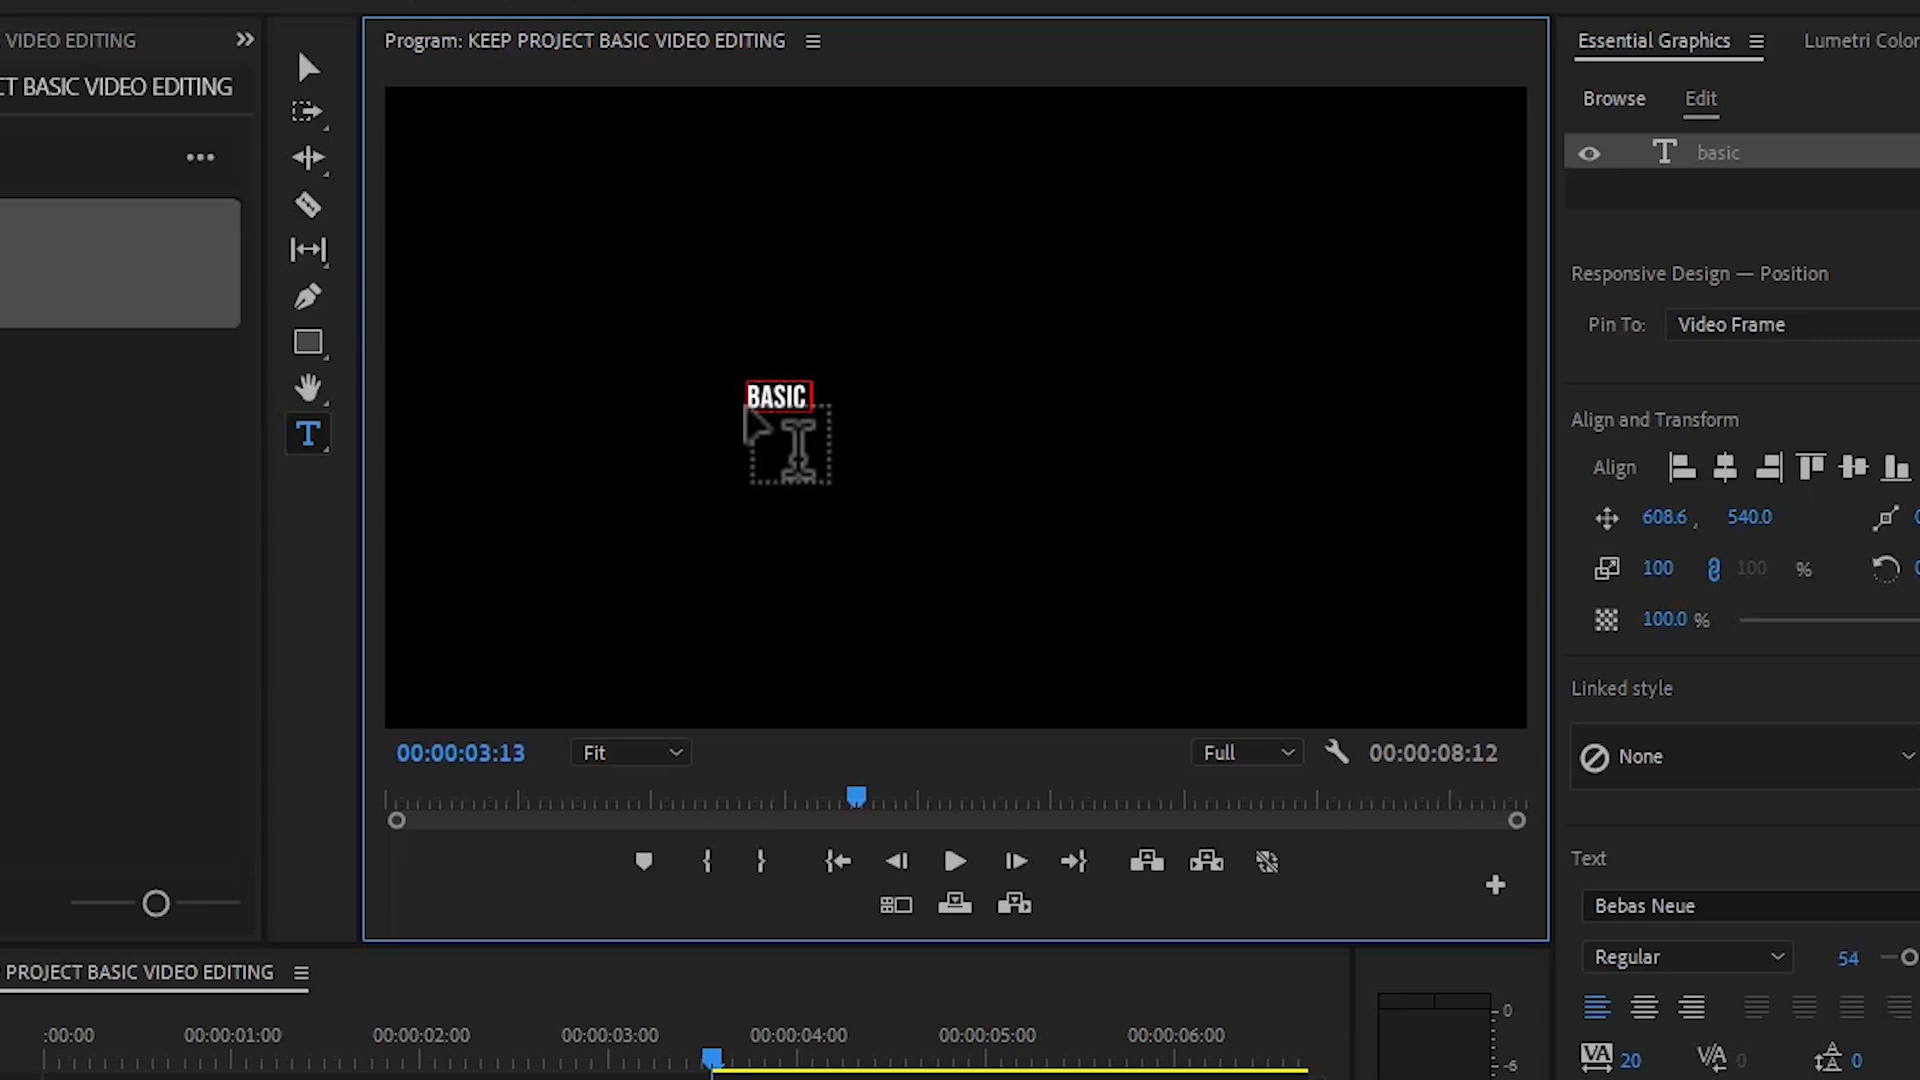 VIDEO EDITING
CT BASIC VIDEO EDITING
Program: KEEP PROJECT BASIC VIDEO EDITING
BASIC
00:00:03:13
Fit
Full
00:00:08:12
Essential Graphics
Lumetri Color
Browse
Edit
T
basic
Responsive Design — Position
Pin To:
Video Frame
Align and Transform
Align
608.6 ,
540.0
100
100
%
100.0 %
Linked style
None
Text
Bebas Neue
Regular
54
VA
20
V/A
0
0
PROJECT BASIC VIDEO EDITING
:00:00
00:00:01:00
00:00:02:00
00:00:03:00
00:00:04:00
00:00:05:00
00:00:06:00
0
-6